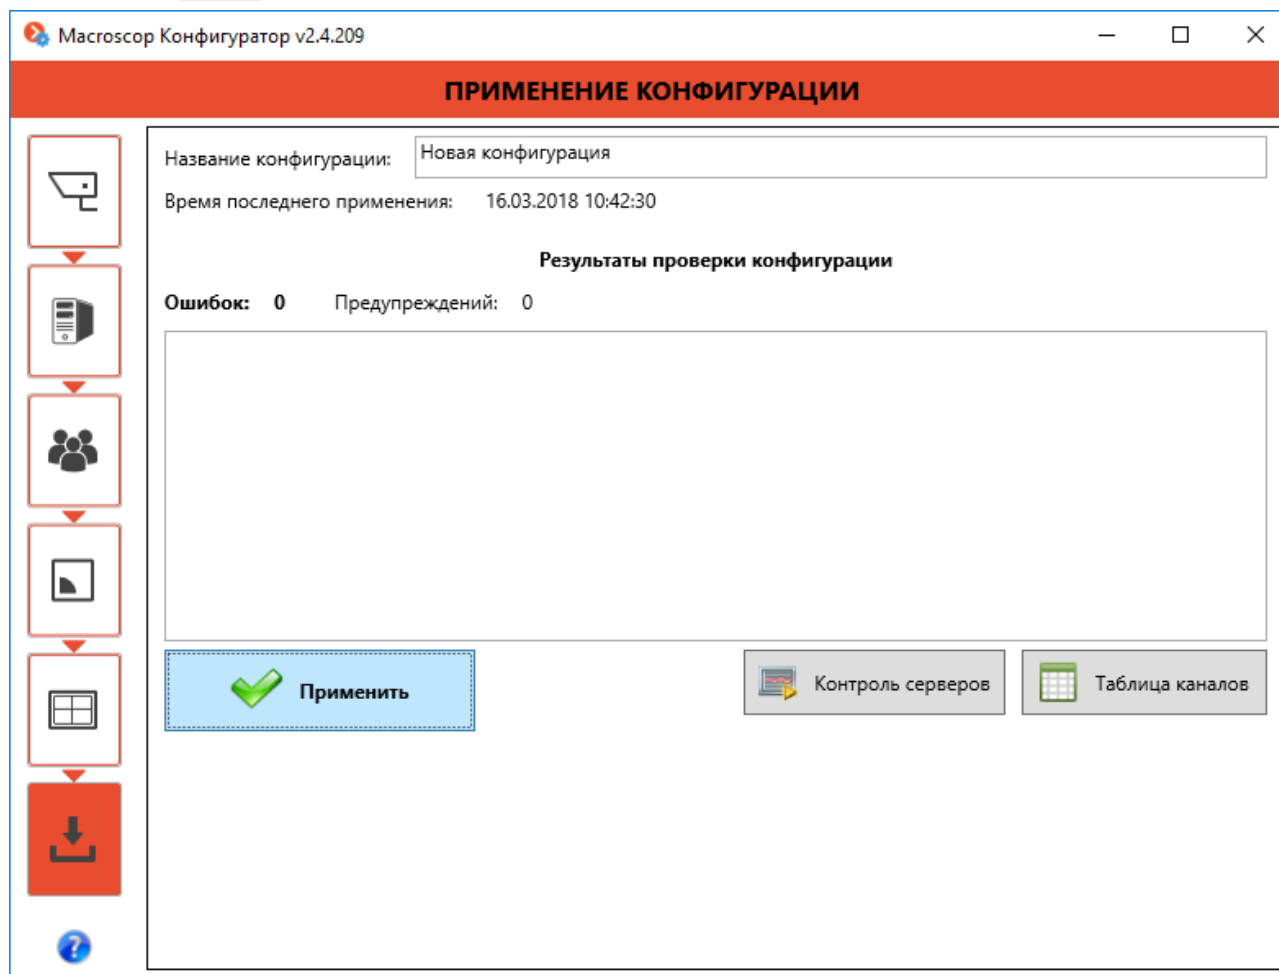 Macroscop Конфигуратор v2.4.209
ПРИМЕНЕНИЕ КОНФИГУРАЦИИ
Название конфигурации: Новая конфигурация
Время последнего применения: 16.03.2018 10:42:30
Результаты проверки конфигурации
Ошибок: 0 Предупреждений: 0
Применить Контроль серверов Таблица каналов
?